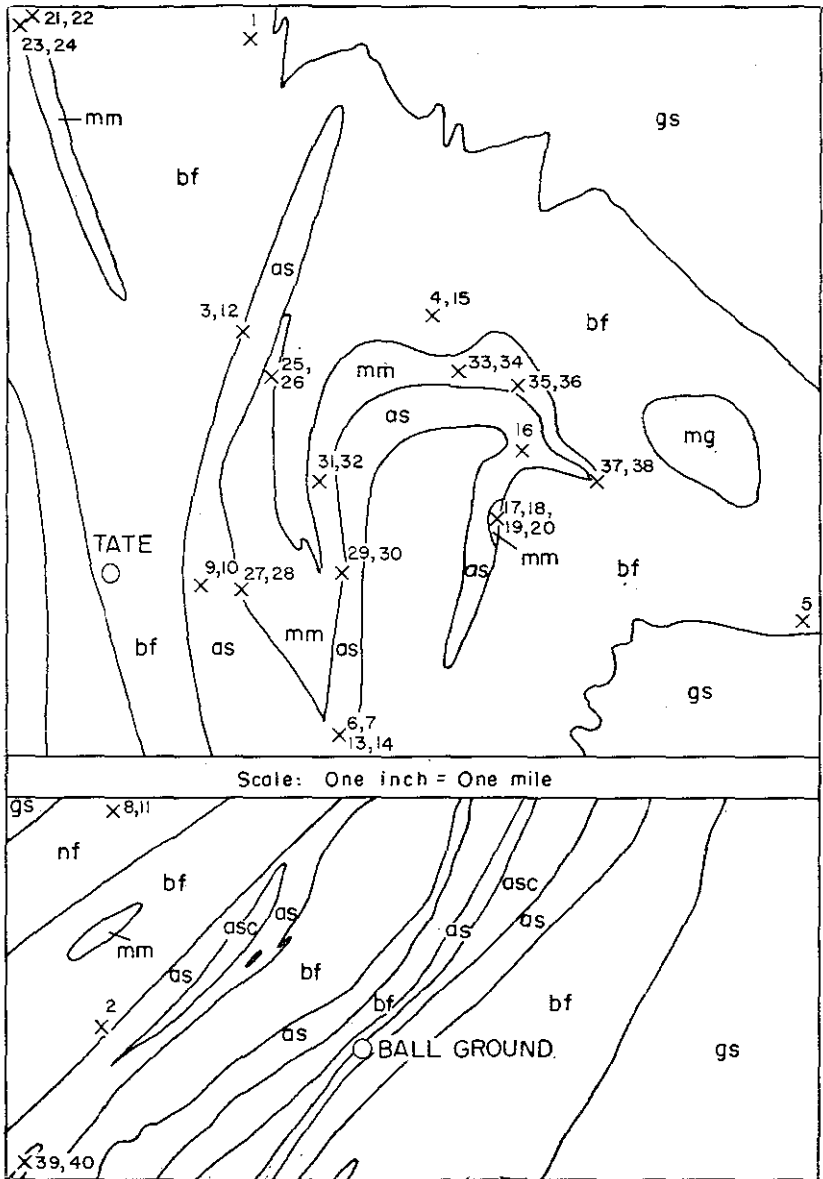 21,22
23,24
1
mm
gs
bf
as
3,12
4,15
bf
25,
26
mm
33,34
35,36
as
16
mg
31,32
37,38
17,18,
19,20
TATE
29,30
mm
9,10
27,28
as
bf
5
bf
as
mm
as
gs
6,7
13,14
Scale: One inch = One mile
gs
8,11
nf
bf
asc
asc
as
as
as
mm
as
bf
bf
2
bf
as
BALL GROUND
gs
39,40